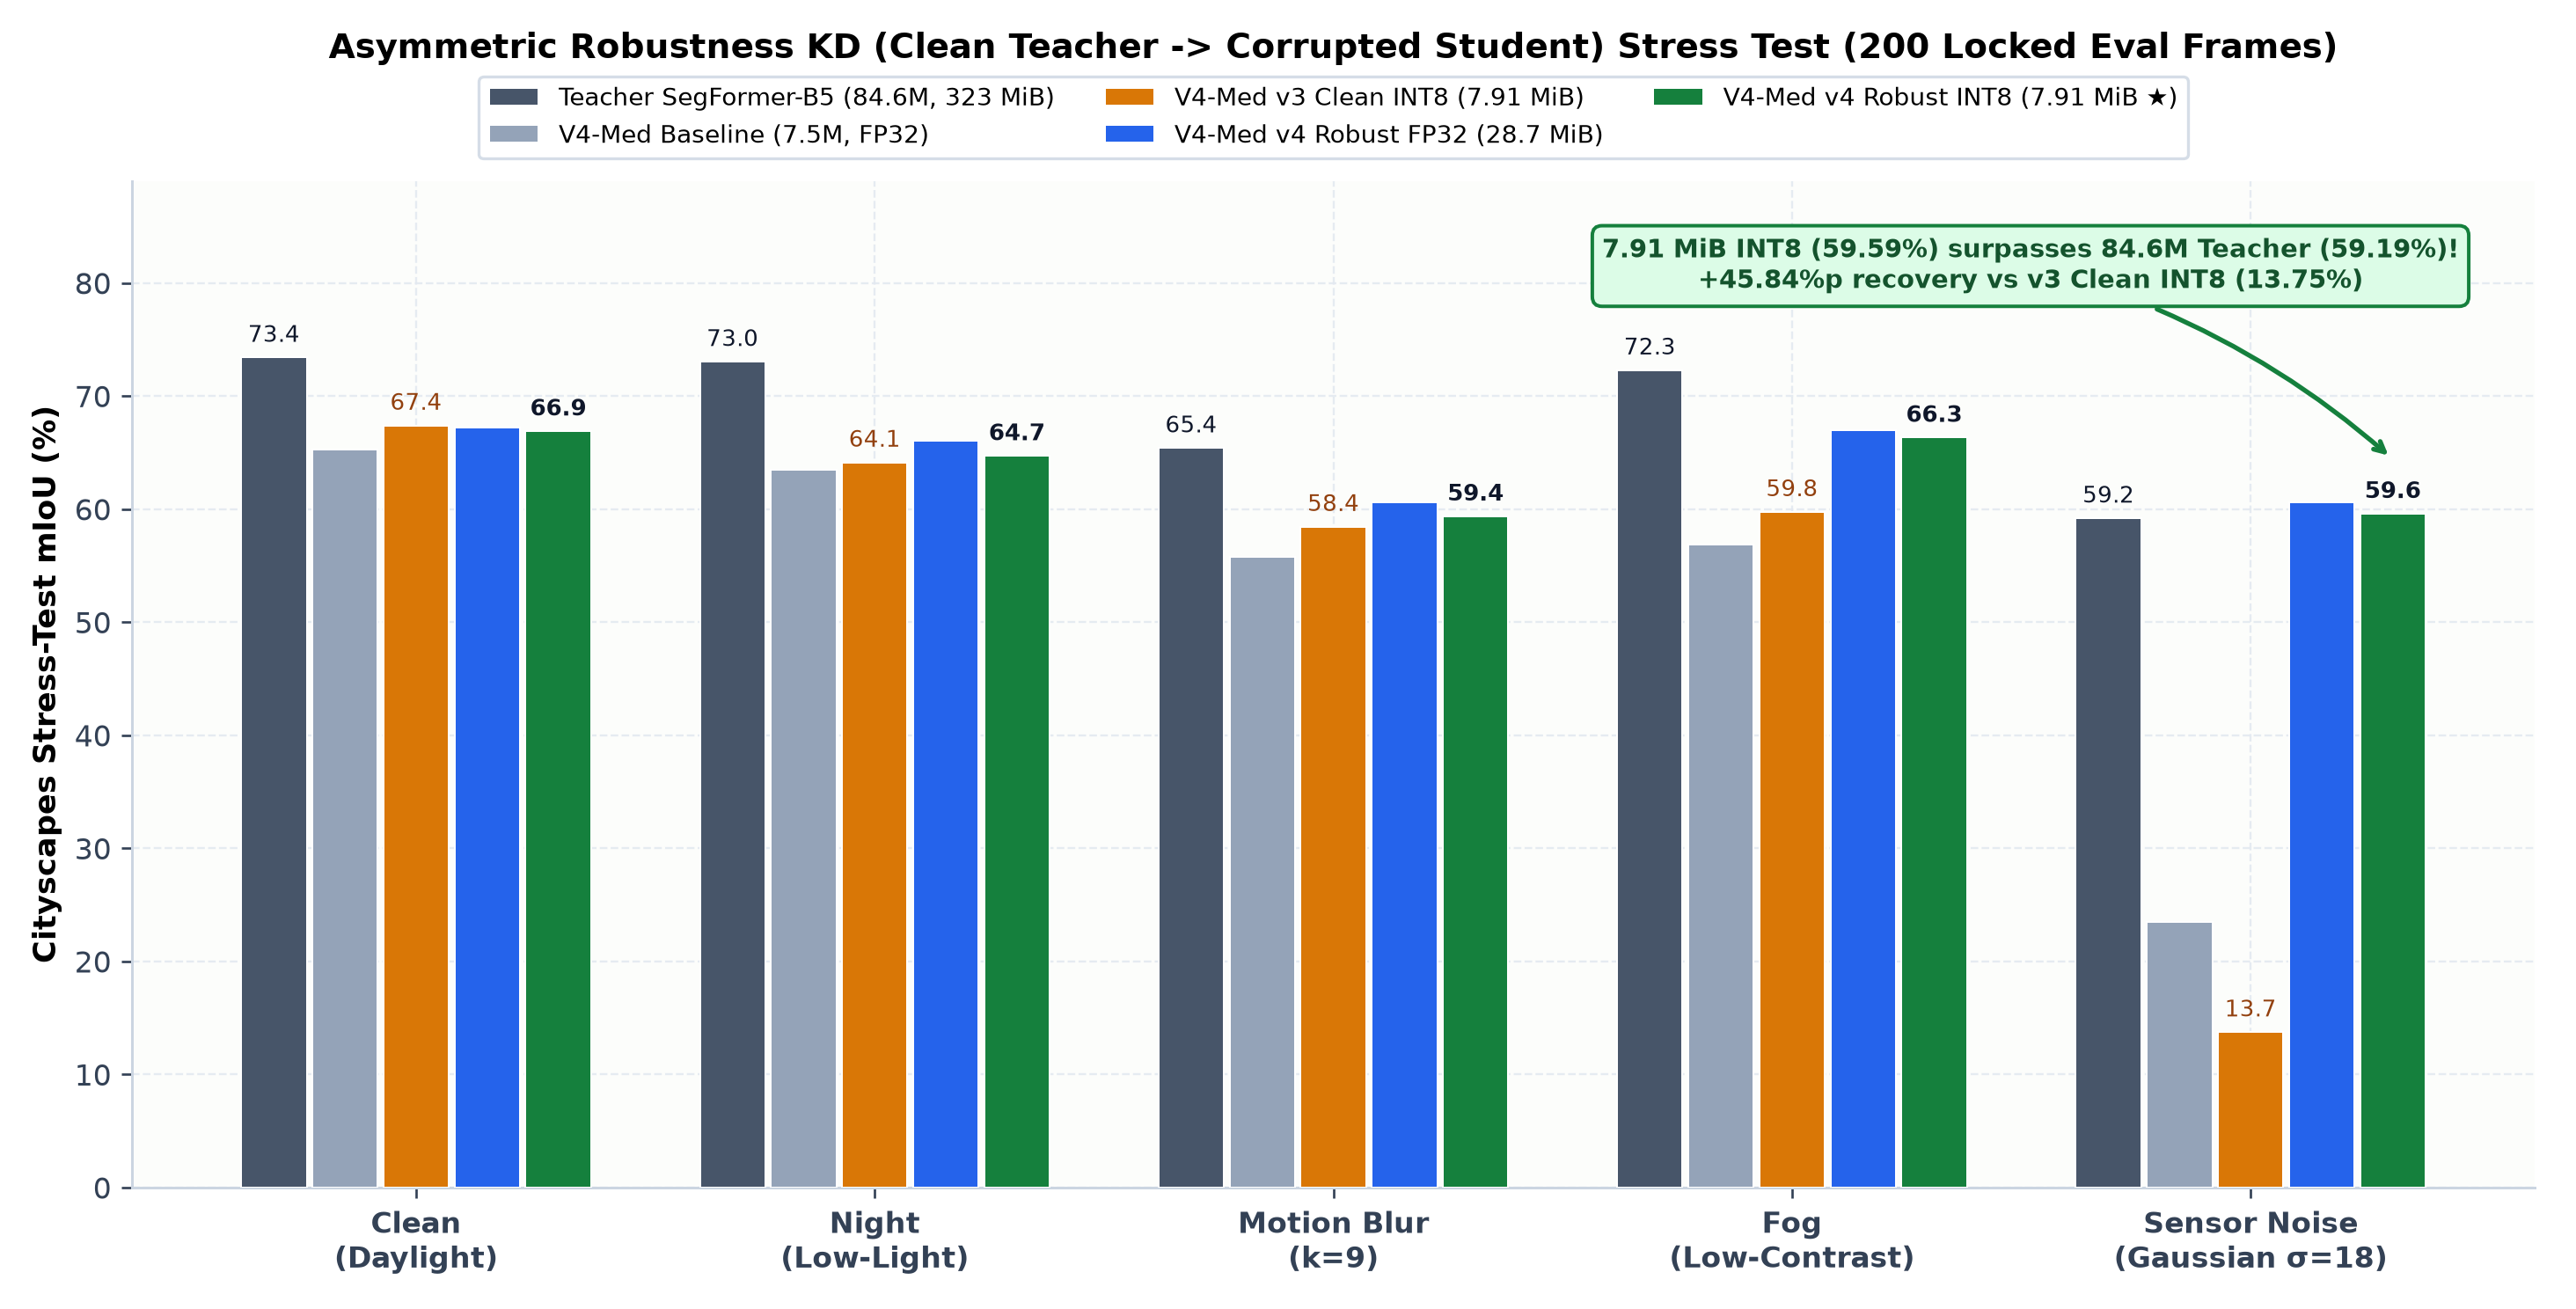 Asymmetric Robustness KD (Clean Teacher -> Corrupted Student) Stress Test (200 Locked Eval Frames)
Teacher SegFormer-B5 (84.6M, 323 MiB)
V4-Med Baseline (7.5M, FP32)
V4-Med v3 Clean INT8 (7.91 MiB)
V4-Med v4 Robust FP32 (28.7 MiB)
V4-Med v4 Robust INT8 (7.91 MiB ★)
7.91 MiB INT8 (59.59%) surpasses 84.6M Teacher (59.19%)!
+45.84%p recovery vs v3 Clean INT8 (13.75%)
Cityscapes Stress-Test mIoU (%)
80
70
60
50
40
30
20
10
0
73.4
67.4
66.9
73.0
64.1
64.7
65.4
58.4
59.4
72.3
59.8
66.3
59.2
13.7
59.6
Clean
(Daylight)
Night
(Low-Light)
Motion Blur
(k=9)
Fog
(Low-Contrast)
Sensor Noise
(Gaussian σ=18)